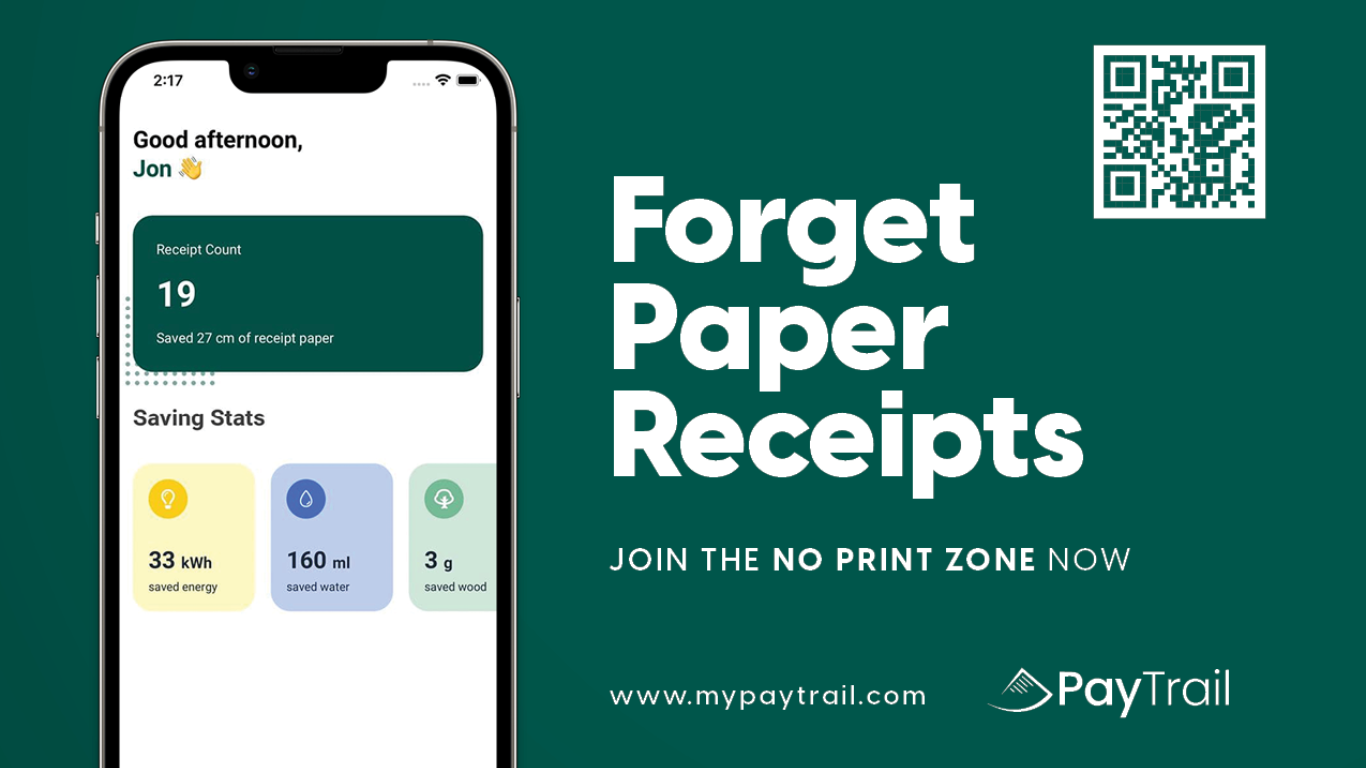 2:17
Good afternoon,
Jon 👋
Receipt Count
19
Saved 27 cm of receipt paper
Saving Stats
33 kWh
saved energy
160 ml
saved water
3 g
saved wood
Forget
Paper
Receipts
JOIN THE NO PRINT ZONE NOW
www.mypaytrail.com
PayTrail